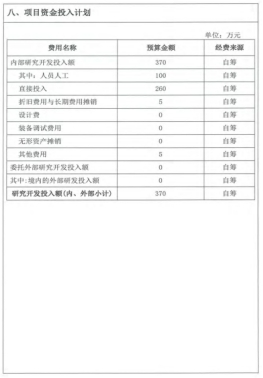 八、项目资金投入计划
单位：万元
费用名称 预算金额 经费来源
内部研究开发投入额 370 自筹
其中：人员人工 100 自筹
直接投入 260 自筹
折旧费用与长期费用摊销 5 自筹
设计费 0 自筹
装备调试费用 0 自筹
无形资产摊销 0 自筹
其他费用 5 自筹
委托外部研究开发投入额 0 自筹
其中:境内的外部研发投入额 0 自筹
研究开发投入额(内、外部小计) 370 自筹